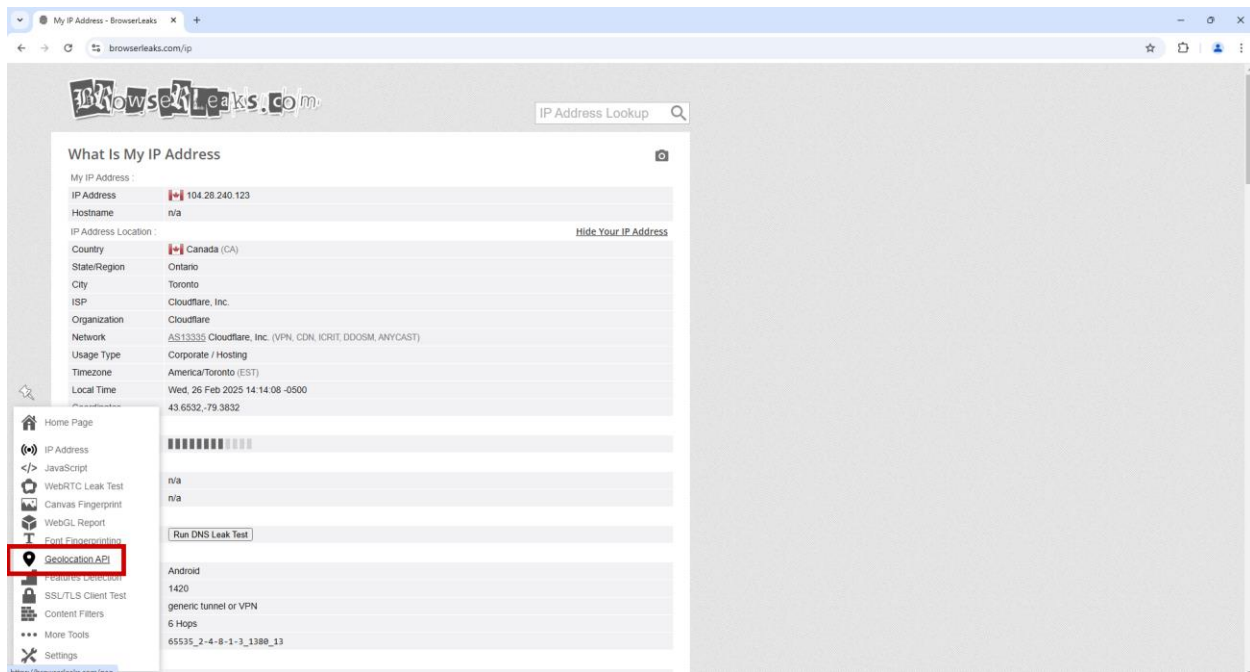 My IP Address - BrowserLeaks
browserleaks.com/ip
BrowserLeaks.com
IP Address Lookup
What Is My IP Address
My IP Address :
IP Address 104.28.240.123
Hostname n/a
IP Address Location : Hide Your IP Address
Country Canada (CA)
State/Region Ontario
City Toronto
ISP Cloudflare, Inc.
Organization Cloudflare
Network AS13335 Cloudflare, Inc. (VPN, CDN, ICRIT, DDOSM, ANYCAST)
Usage Type Corporate / Hosting
Timezone America/Toronto (EST)
Local Time Wed, 26 Feb 2025 14:14:08 -0500
Coordinates 43.6532,-79.3832
Home Page
IP Address
JavaScript
WebRTC Leak Test
n/a
Canvas Fingerprint
n/a
WebGL Report
Font Fingerprinting
Run DNS Leak Test
Geolocation API
Features Detection
Android
SSL/TLS Client Test
1420
Content Filters
generic tunnel or VPN
More Tools
6 Hops
65535_2-4-8-1-3_1380_13
Settings